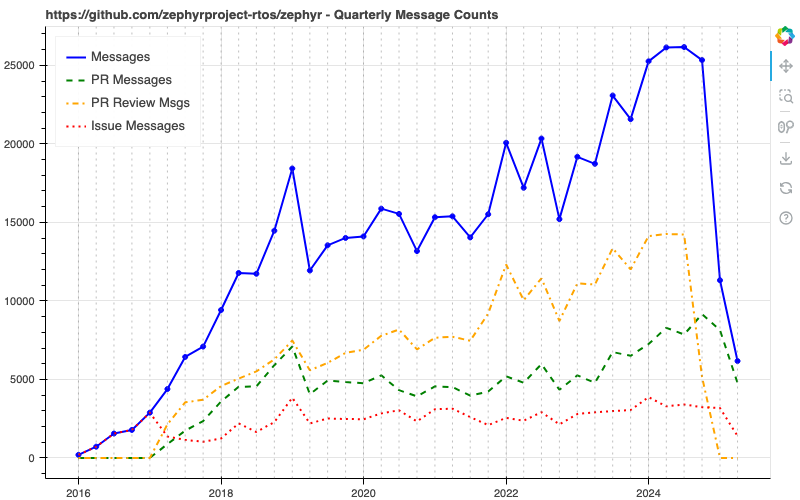 https://github.com/zephyrproject-rtos/zephyr - Quarterly Message Counts
Messages
PR Messages
PR Review Msgs
Issue Messages
25000
20000
15000
10000
5000
0
2016
2018
2020
2022
2024